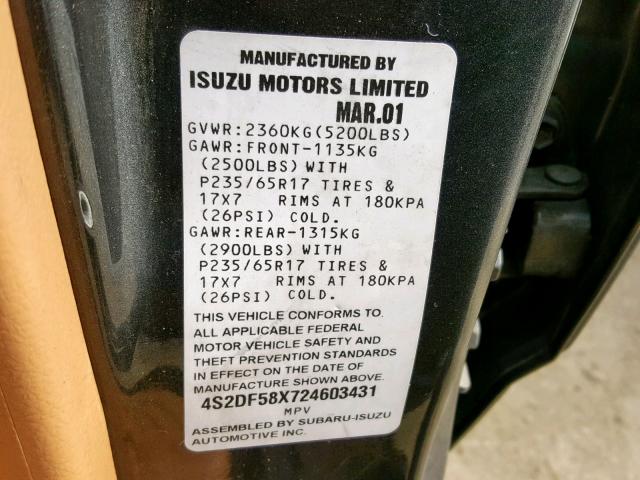 MANUFACTURED BY
ISUZU MOTORS LIMITED
MAR.01
GVWR:2360KG(5200LBS)
GAWR:FRONT-1135KG
(2500LBS) WITH
P235/65R17 TIRES &
17X7 RIMS AT 180KPA
(26PSI) COLD.
GAWR:REAR-1315KG
(2900LBS) WITH
P235/65R17 TIRES &
17X7 RIMS AT 180KPA
(26PSI) COLD.
THIS VEHICLE CONFORMS TO
ALL APPLICABLE FEDERAL
MOTOR VEHICLE SAFETY AND
THEFT PREVENTION STANDARDS
IN EFFECT ON THE DATE OF
MANUFACTURE SHOWN ABOVE.
4S2DF58X724603431
MPV
ASSEMBLED BY SUBARU-ISUZU
AUTOMOTIVE INC.